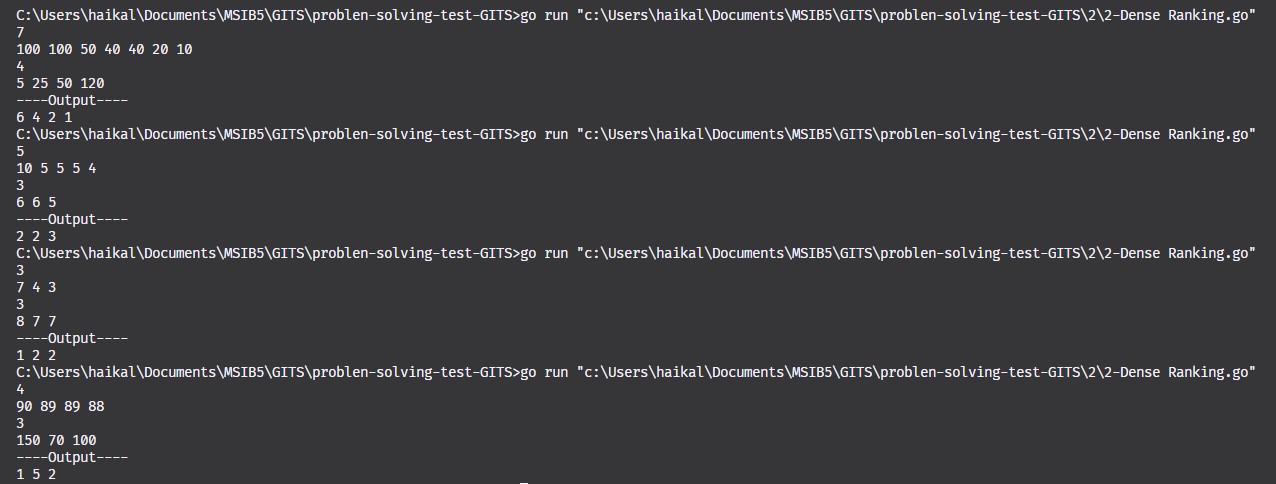 C:\Users\haikal\Documents\MSIB5\GITS\problen-solving-test-GITS>go run "c:\Users\haikal\Documents\MSIB5\GITS\problen-solving-test-GITS\2\2-Dense Ranking.go"
7
100 100 50 40 40 20 10
4
5 25 50 120
----Output----
6 4 2 1
C:\Users\haikal\Documents\MSIB5\GITS\problen-solving-test-GITS>go run "c:\Users\haikal\Documents\MSIB5\GITS\problen-solving-test-GITS\2\2-Dense Ranking.go"
5
10 5 5 5 4
3
6 6 5
----Output----
2 2 3
C:\Users\haikal\Documents\MSIB5\GITS\problen-solving-test-GITS>go run "c:\Users\haikal\Documents\MSIB5\GITS\problen-solving-test-GITS\2\2-Dense Ranking.go"
3
7 4 3
3
8 7 7
----Output----
1 2 2
C:\Users\haikal\Documents\MSIB5\GITS\problen-solving-test-GITS>go run "c:\Users\haikal\Documents\MSIB5\GITS\problen-solving-test-GITS\2\2-Dense Ranking.go"
4
90 89 89 88
3
150 70 100
----Output----
1 5 2